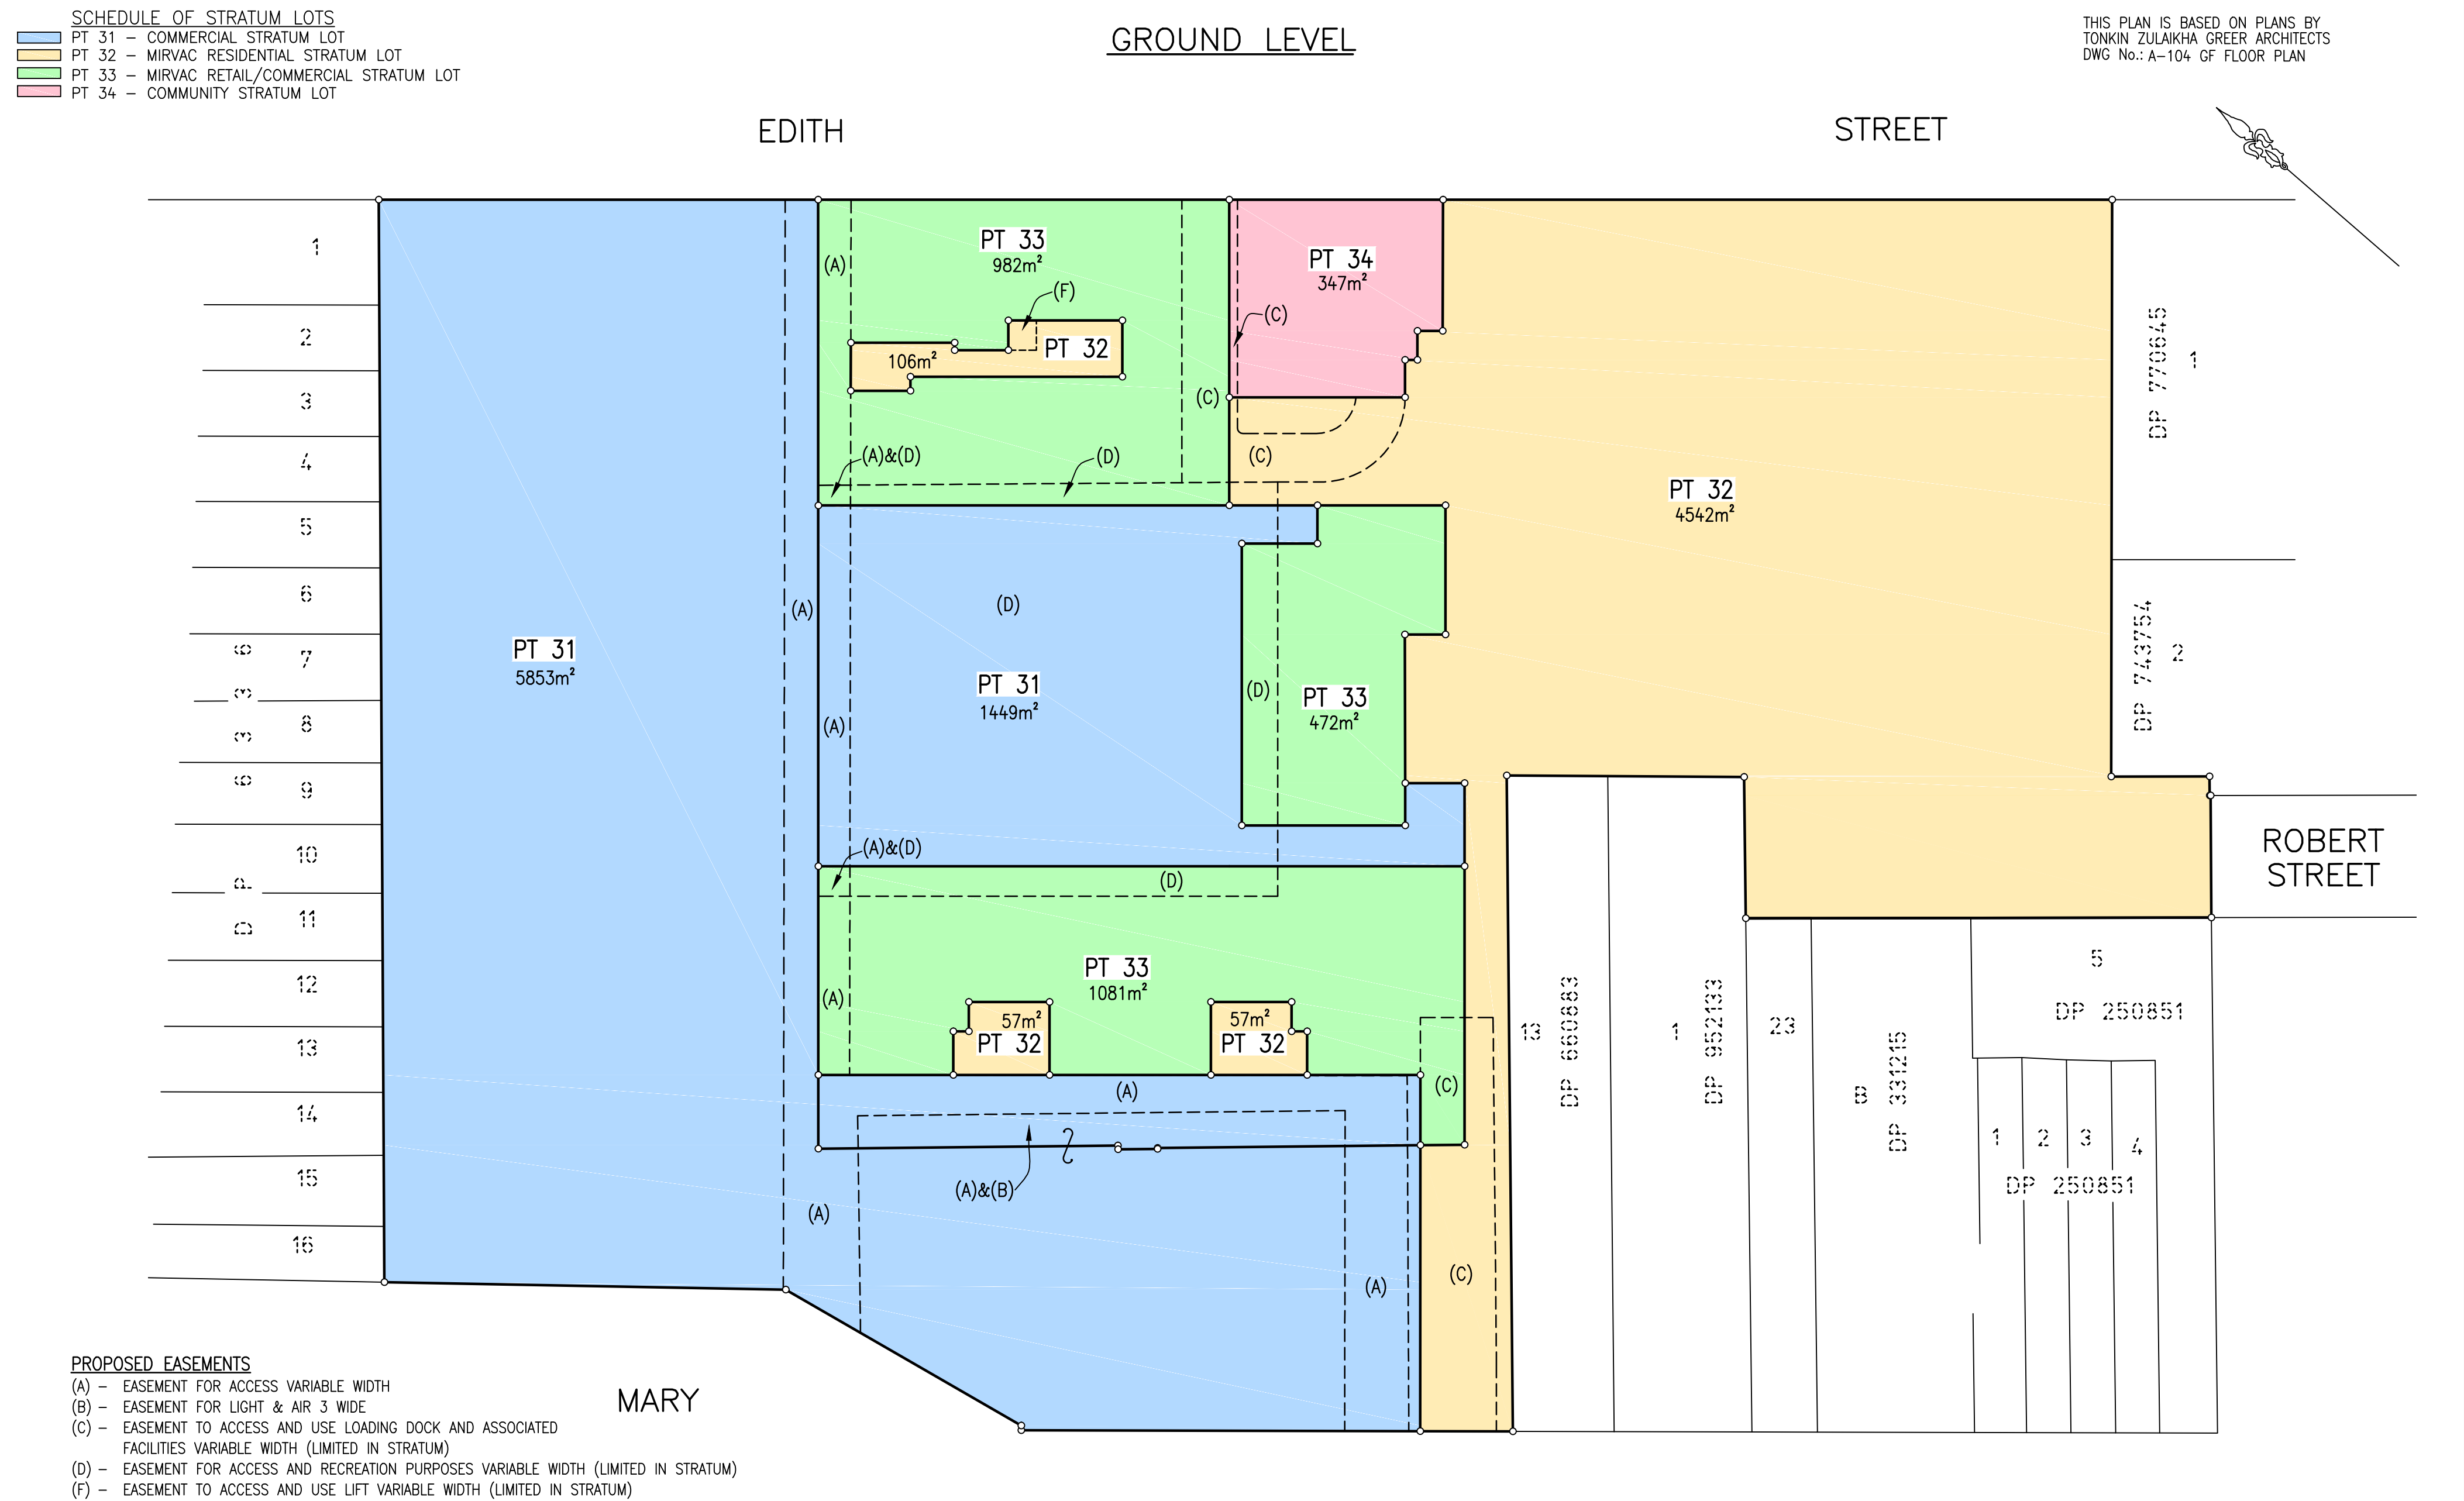 SCHEDULE OF STRATUM LOTS
PT 31 – COMMERCIAL STRATUM LOT
PT 32 – MIRVAC RESIDENTIAL STRATUM LOT
PT 33 – MIRVAC RETAIL/COMMERCIAL STRATUM LOT
PT 34 – COMMUNITY STRATUM LOT
GROUND LEVEL
THIS PLAN IS BASED ON PLANS BY
TONKIN ZULAIKHA GREER ARCHITECTS
DWG No.: A–104 GF FLOOR PLAN
EDITH STREET
1
2
3
4
5
6
7
8
9
10
11
12
13
14
15
16
DP 9339
PT 31
5853m²
(A)
(A)
PT 33
982m²
(A)
(F)
106m²
PT 32
(C)
(A)&(D)
(D)
PT 34
347m²
(C)
(C)
PT 32
4542m²
(D)
PT 31
1449m²
(A)
(D)
PT 33
472m²
(A)&(D)
(D)
PT 33
1081m²
(A)
57m²
PT 32
57m²
PT 32
(C)
(A)
(A)&(B)
(A)
(C)
DP 770645
1
DP 743754
2
ROBERT
STREET
13
DP 660883
1
DP 952133
23
B
DP 331215
5
DP 250851
1
2
3
4
DP 250851
MARY
PROPOSED EASEMENTS
(A) – EASEMENT FOR ACCESS VARIABLE WIDTH
(B) – EASEMENT FOR LIGHT & AIR 3 WIDE
(C) – EASEMENT TO ACCESS AND USE LOADING DOCK AND ASSOCIATED
FACILITIES VARIABLE WIDTH (LIMITED IN STRATUM)
(D) – EASEMENT FOR ACCESS AND RECREATION PURPOSES VARIABLE WIDTH (LIMITED IN STRATUM)
(F) – EASEMENT TO ACCESS AND USE LIFT VARIABLE WIDTH (LIMITED IN STRATUM)